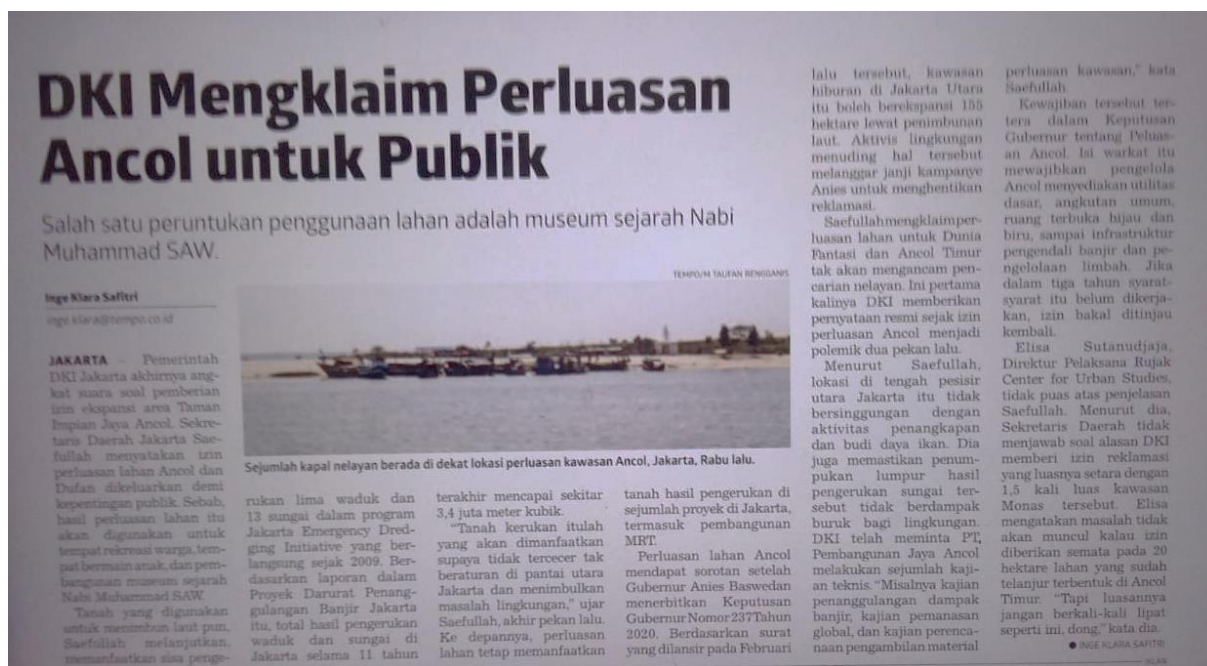 DKI Mengklaim Perluasan
Ancol untuk Publik
Salah satu peruntukan penggunaan lahan adalah museum sejarah Nabi
Muhammad SAW.
TEMPO/M TAUFAN RENGGANIS
Inge Klara Safitri
inge.klara@tempo.co.id
Sejumlah kapal nelayan berada di dekat lokasi perluasan kawasan Ancol, Jakarta, Rabu lalu.
JAKARTA – Pemerintah
DKI Jakarta akhirnya ang-
kat suara soal pemberian
izin ekspansi area Taman
Impian Jaya Ancol. Sekre-
taris Daerah Jakarta Sae-
fullah menyatakan izin
perluasan lahan Ancol dan
Dufan dikeluarkan demi
kepentingan publik. Sebab,
hasil perluasan lahan itu
akan digunakan untuk
tempat rekreasi warga, tem-
pat bermain anak, dan pem-
bangunan museum sejarah
Nabi Muhammad SAW.
Tanah yang digunakan
untuk menimbun laut pun,
Saefullah melanjutkan,
memanfaatkan sisa penge-
rukan lima waduk dan
13 sungai dalam program
Jakarta Emergency Dred-
ging Initiative yang ber-
langsung sejak 2009. Ber-
dasarkan laporan dalam
Proyek Darurat Penang-
gulangan Banjir Jakarta
itu, total hasil pengerukan
waduk dan sungai di
Jakarta selama 11 tahun
terakhir mencapai sekitar
3,4 juta meter kubik.
"Tanah kerukan itulah
yang akan dimanfaatkan
supaya tidak tercecer tak
beraturan di pantai utara
Jakarta dan menimbulkan
masalah lingkungan," ujar
Saefullah, akhir pekan lalu.
Ke depannya, perluasan
lahan tetap memanfaatkan
tanah hasil pengerukan di
sejumlah proyek di Jakarta,
termasuk pembangunan
MRT.
Perluasan lahan Ancol
mendapat sorotan setelah
Gubernur Anies Baswedan
menerbitkan Keputusan
Gubernur Nomor 237 Tahun
2020. Berdasarkan surat
yang dilansir pada Februari
lalu tersebut, kawasan
hiburan di Jakarta Utara
itu boleh berekspansi 155
hektare lewat penimbunan
laut. Aktivis lingkungan
menuding hal tersebut
melanggar janji kampanye
Anies untuk menghentikan
reklamasi.
Saefullah mengklaim per-
luasan lahan untuk Dunia
Fantasi dan Ancol Timur
tak akan mengancam pen-
carian nelayan. Ini pertama
kalinya DKI memberikan
pernyataan resmi sejak izin
perluasan Ancol menjadi
polemik dua pekan lalu.
Menurut Saefullah,
lokasi di tengah pesisir
utara Jakarta itu tidak
bersinggungan dengan
aktivitas penangkapan
dan budi daya ikan. Dia
juga memastikan penum-
pukan lumpur hasil
pengerukan sungai ter-
sebut tidak berdampak
buruk bagi lingkungan.
DKI telah meminta PT,
Pembangunan Jaya Ancol
melakukan sejumlah kaji-
an teknis. "Misalnya kajian
penanggulangan dampak
banjir, kajian pemanasan
global, dan kajian perenca-
naan pengambilan material
perluasan kawasan," kata
Saefullah.
Kewajiban tersebut ter-
tera dalam Keputusan
Gubernur tentang Peluas-
an Ancol. Isi warkat itu
mewajibkan pengelola
Ancol menyediakan utilitas
dasar, angkutan umum,
ruang terbuka hijau dan
biru, sampai infrastruktur
pengendali banjir dan pe-
ngelolaan limbah. Jika
dalam tiga tahun syarat-
syarat itu belum dikerja-
kan, izin bakal ditinjau
kembali.
Elisa Sutanudjaja,
Direktur Pelaksana Rujak
Center for Urban Studies,
tidak puas atas penjelasan
Saefullah. Menurut dia,
Sekretaris Daerah tidak
menjawab soal alasan DKI
memberi izin reklamasi
yang luasnya setara dengan
1,5 kali luas kawasan
Monas tersebut. Elisa
mengatakan masalah tidak
akan muncul kalau izin
diberikan semata pada 20
hektare lahan yang sudah
telanjur terbentuk di Ancol
Timur. "Tapi luasannya
jangan berkali-kali lipat
seperti ini, dong," kata dia.
● INGE KLARA SAFITRI
KLAN